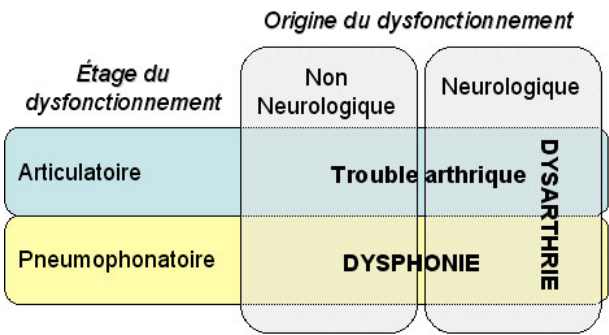 Origine du dysfonctionnement
Étage du
dysfonctionnement
Non
Neurologique
Neurologique
Articulatoire
Trouble arthrique
DYSARTHRIE
Pneumophonatoire
DYSPHONIE